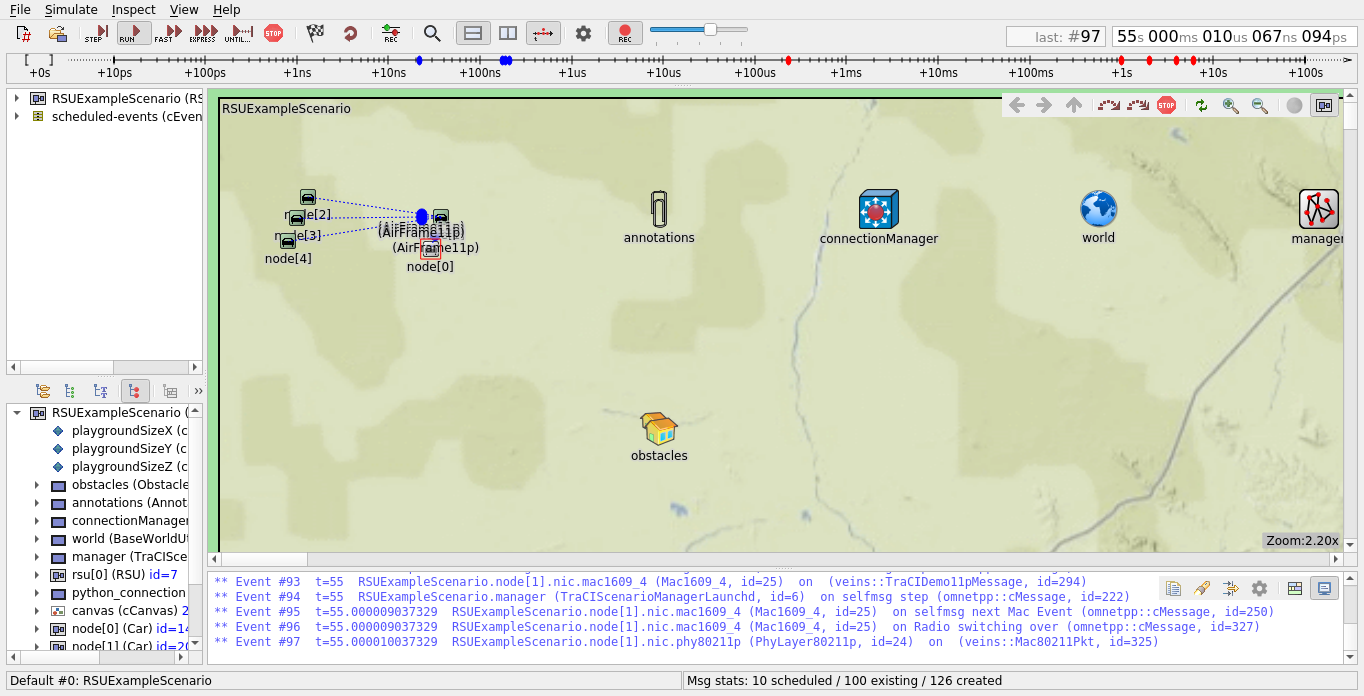 File Simulate Inspect View Help
STEP RUN FAST EXPRESS UNTIL... STOP REC REC last: #97 55s 000ms 010us 067ns 094ps
+0s +10ps +100ps +1ns +10ns +100ns +1us +10us +100us +1ms +10ms +100ms +1s +10s +100s
RSUExampleScenario (RS
scheduled-events (cEven
RSUExampleScenario
STOP
node[2]
node[3]
node[4]
(AirFrame11p)
(AirFrame11p)
node[0]
annotations
connectionManager
world
manager
obstacles
Zoom:2.20x
RSUExampleScenario (
playgroundSizeX (c
playgroundSizeY (c
playgroundSizeZ (c
obstacles (Obstacle
annotations (Annot
connectionManager
world (BaseWorldUt
manager (TraCISce
rsu[0] (RSU) id=7
python_connection
canvas (cCanvas) 2
node[0] (Car) id=14
node[1] (Car) id=20
** Event #93 t=55 RSUExampleScenario.node[1].nic.mac1609_4 (Mac1609_4, id=25) on (veins::TraCIDemo11pMessage, id=294)
** Event #94 t=55 RSUExampleScenario.manager (TraCIScenarioManagerLaunchd, id=6) on selfmsg step (omnetpp::cMessage, id=222)
** Event #95 t=55.000009037329 RSUExampleScenario.node[1].nic.mac1609_4 (Mac1609_4, id=25) on selfmsg next Mac Event (omnetpp::cMessage, id=250)
** Event #96 t=55.000009037329 RSUExampleScenario.node[1].nic.mac1609_4 (Mac1609_4, id=25) on Radio switching over (omnetpp::cMessage, id=327)
** Event #97 t=55.000010037329 RSUExampleScenario.node[1].nic.phy80211p (PhyLayer80211p, id=24) on (veins::Mac80211Pkt, id=325)
Default #0: RSUExampleScenario
Msg stats: 10 scheduled / 100 existing / 126 created